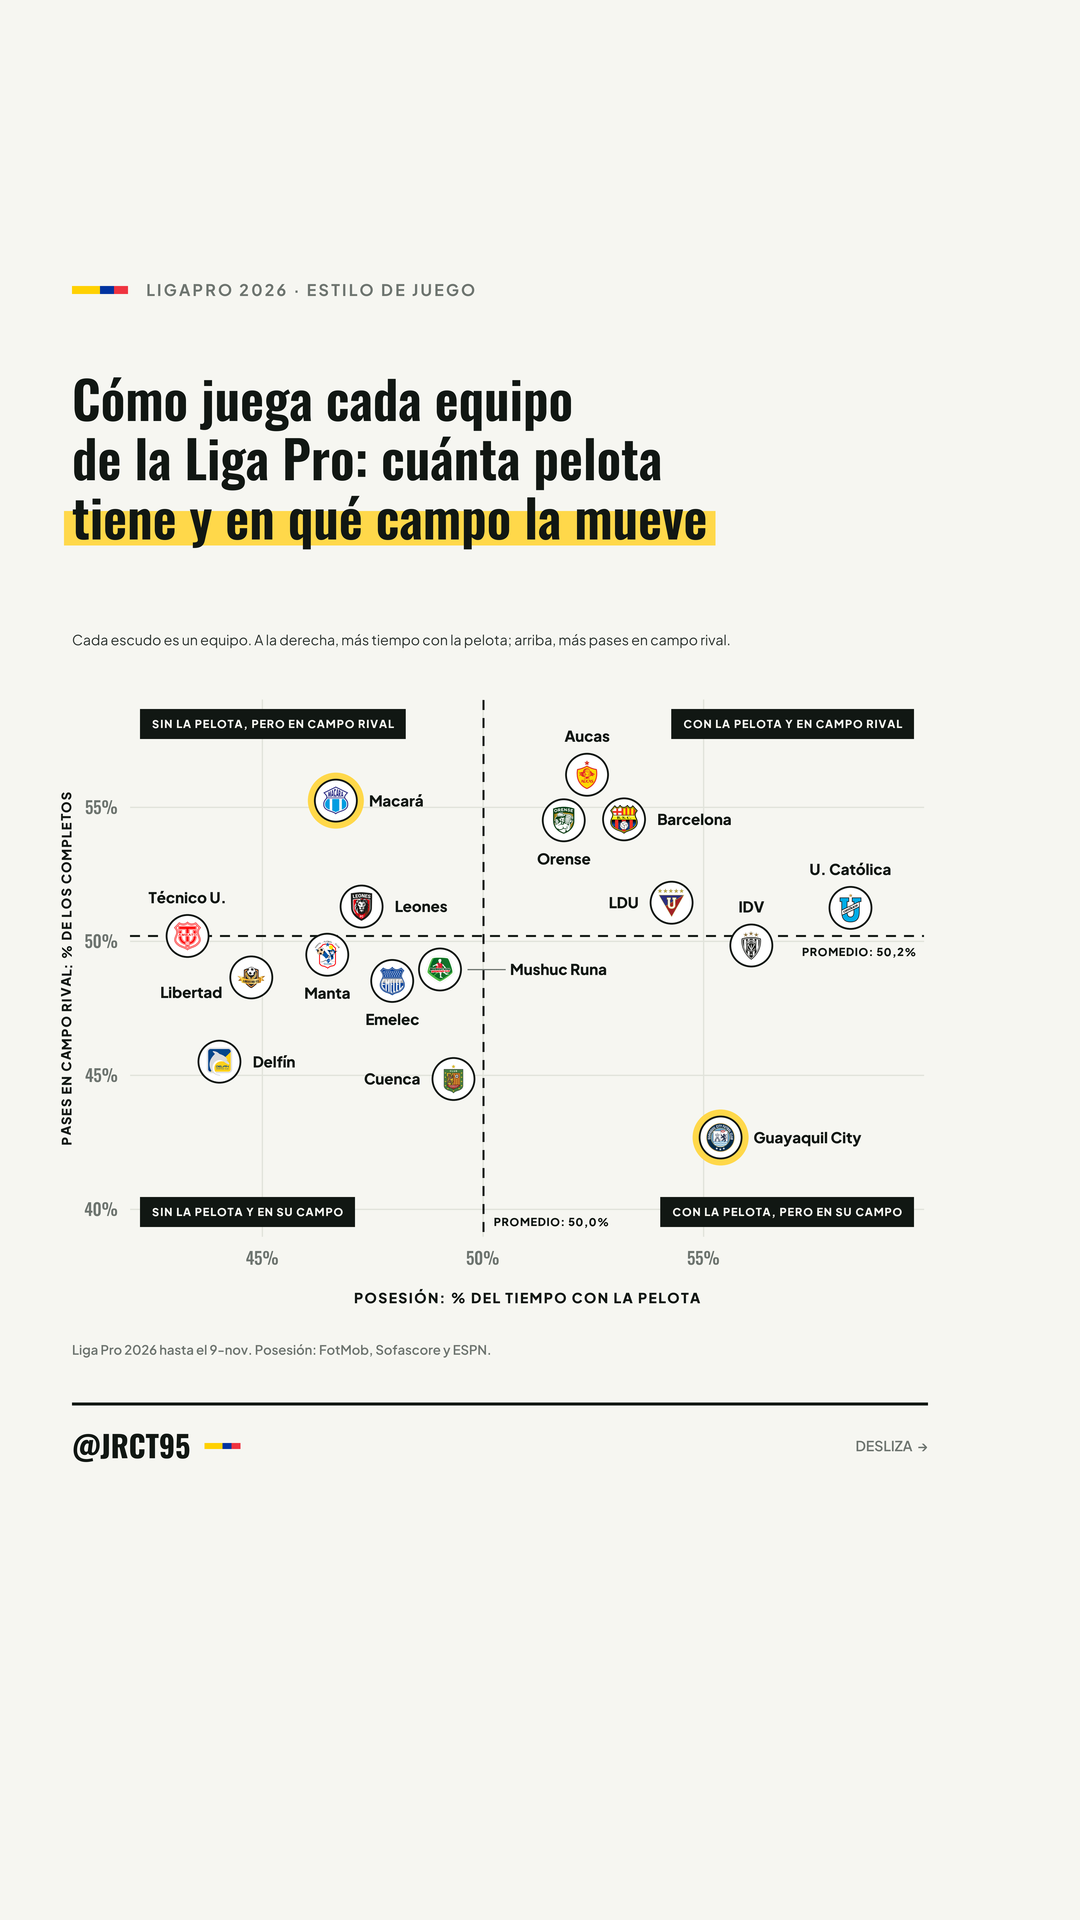 LIGAPRO 2026 · ESTILO DE JUEGO
Cómo juega cada equipo
de la Liga Pro: cuánta pelota
tiene y en qué campo la mueve
Cada escudo es un equipo. A la derecha, más tiempo con la pelota; arriba, más pases en campo rival.
SIN LA PELOTA, PERO EN CAMPO RIVAL
CON LA PELOTA Y EN CAMPO RIVAL
Aucas
Macará
55%
Barcelona
Orense
U. Católica
Técnico U.
Leones
LDU
IDV
50%
PROMEDIO: 50,2%
Mushuc Runa
Libertad
Manta
Emelec
Delfín
45%
Cuenca
Guayaquil City
PASES EN CAMPO RIVAL: % DE LOS COMPLETOS
40%
SIN LA PELOTA Y EN SU CAMPO
PROMEDIO: 50,0%
CON LA PELOTA, PERO EN SU CAMPO
45%
50%
55%
POSESIÓN: % DEL TIEMPO CON LA PELOTA
Liga Pro 2026 hasta el 9-nov. Posesión: FotMob, Sofascore y ESPN.
@JRCT95
DESLIZA →